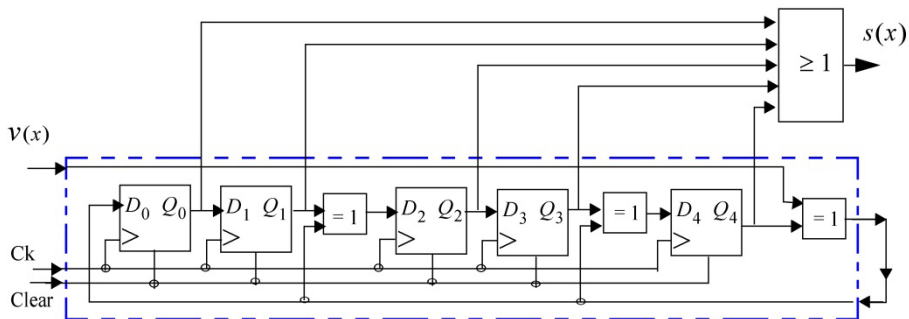 s(x)
≥ 1
v(x)
D₀ Q₀ D₁ Q₁ = 1 D₂ Q₂ D₃ Q₃ = 1 D₄ Q₄ = 1
Ck
Clear